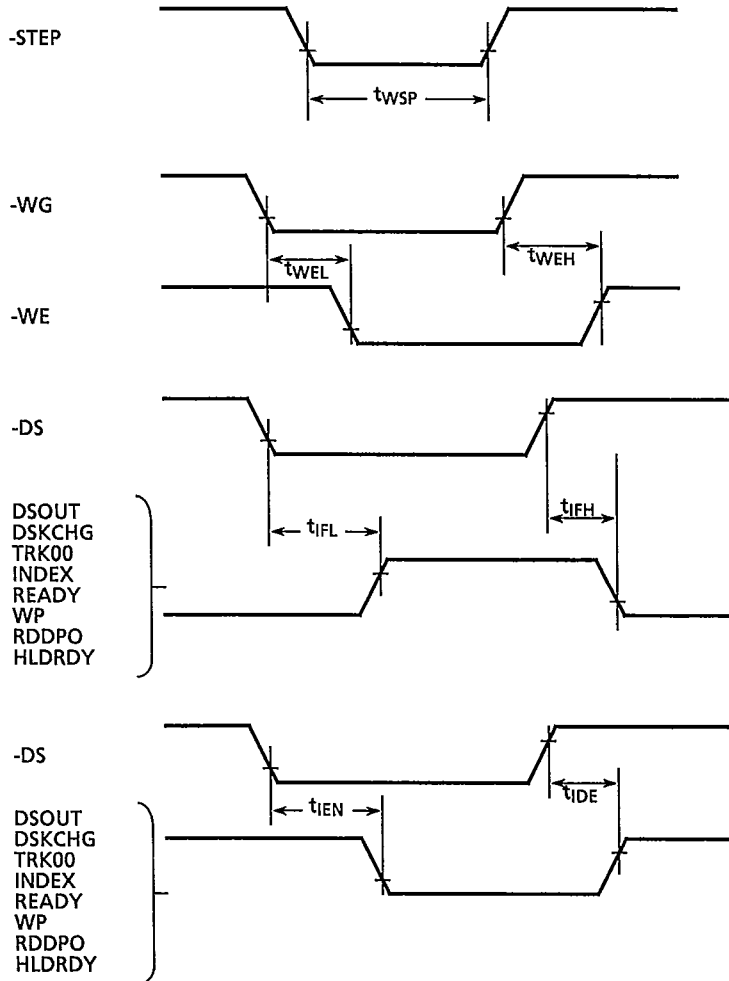 -STEP
tWSP
-WG
tWEL
tWEH
-WE
-DS
DSOUT
DSKCHG
TRK00
INDEX
READY
WP
RDDPO
HLDRDY
tIFL
tIFH
-DS
DSOUT
DSKCHG
TRK00
INDEX
READY
WP
RDDPO
HLDRDY
tIEN
tIDE